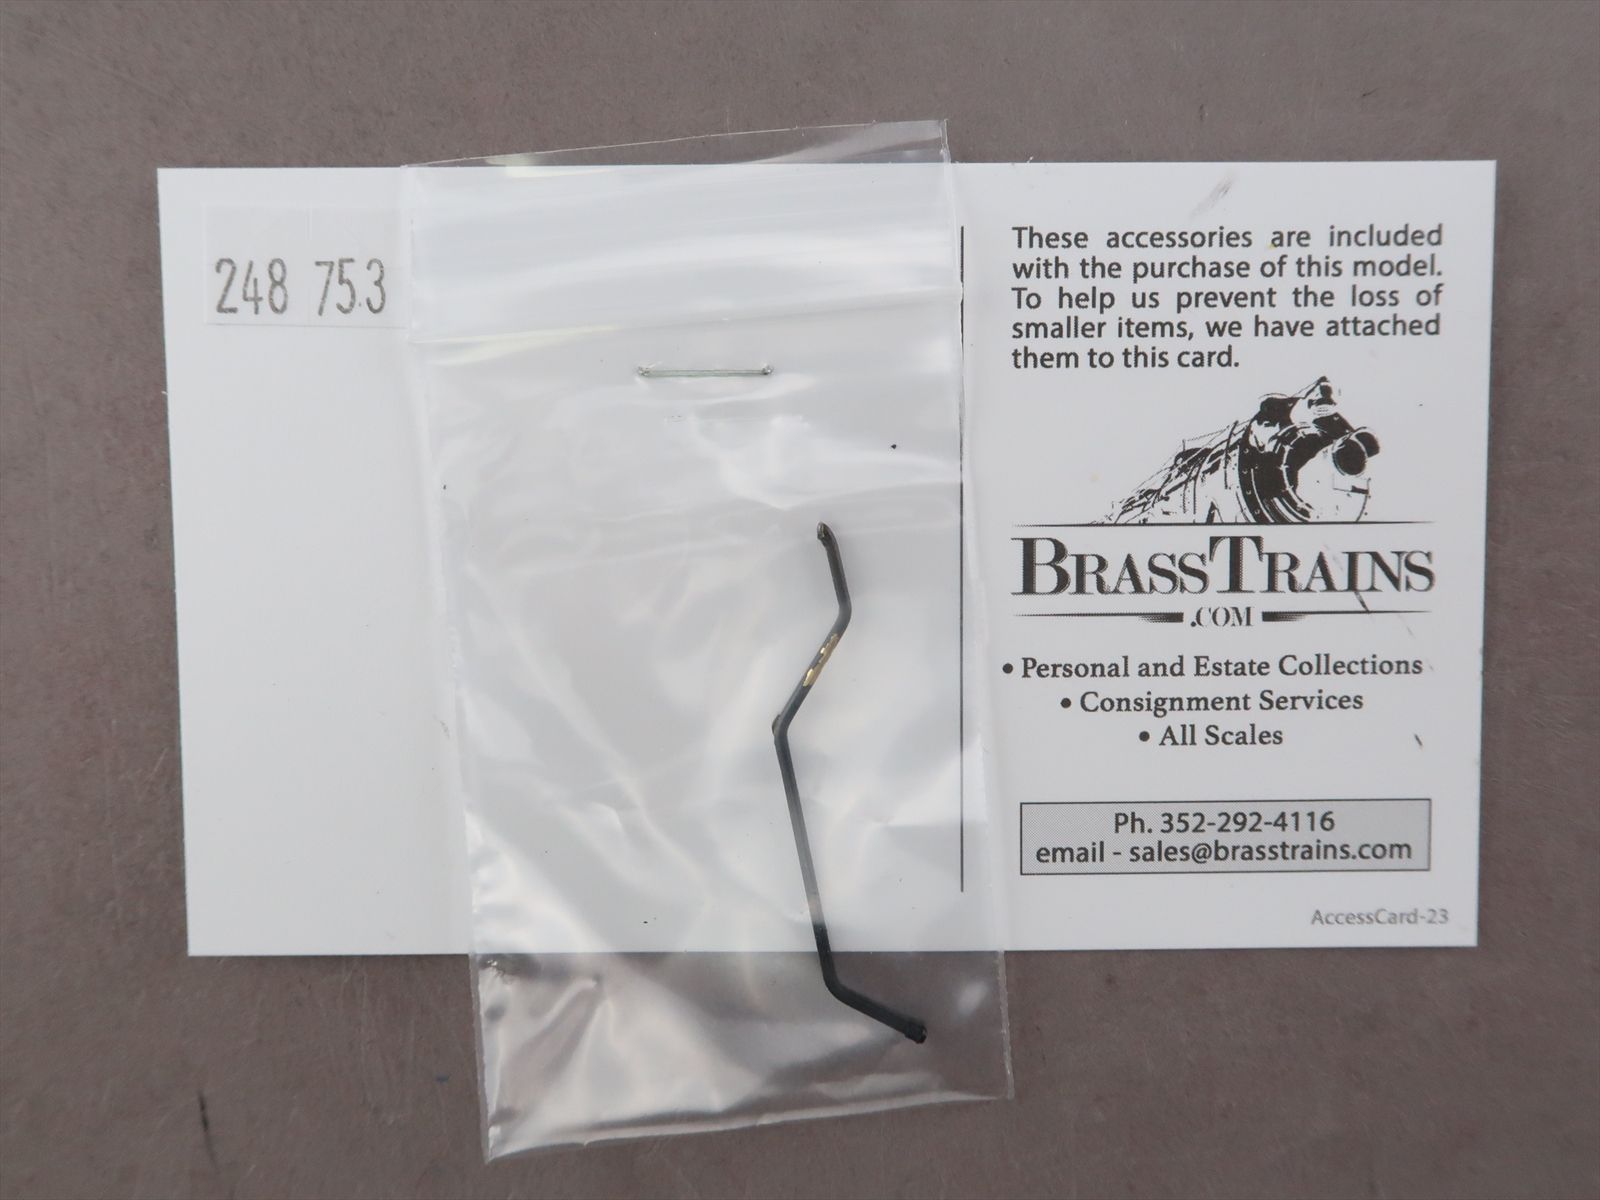 248 75.3
These accessories are included
with the purchase of this model.
To help us prevent the loss of
smaller items, we have attached
them to this card.
BRASSTRAINS
.COM
• Personal and Estate Collections
• Consignment Services
• All Scales
Ph. 352-292-4116
email - sales@brasstrains.com
AccessCard-23